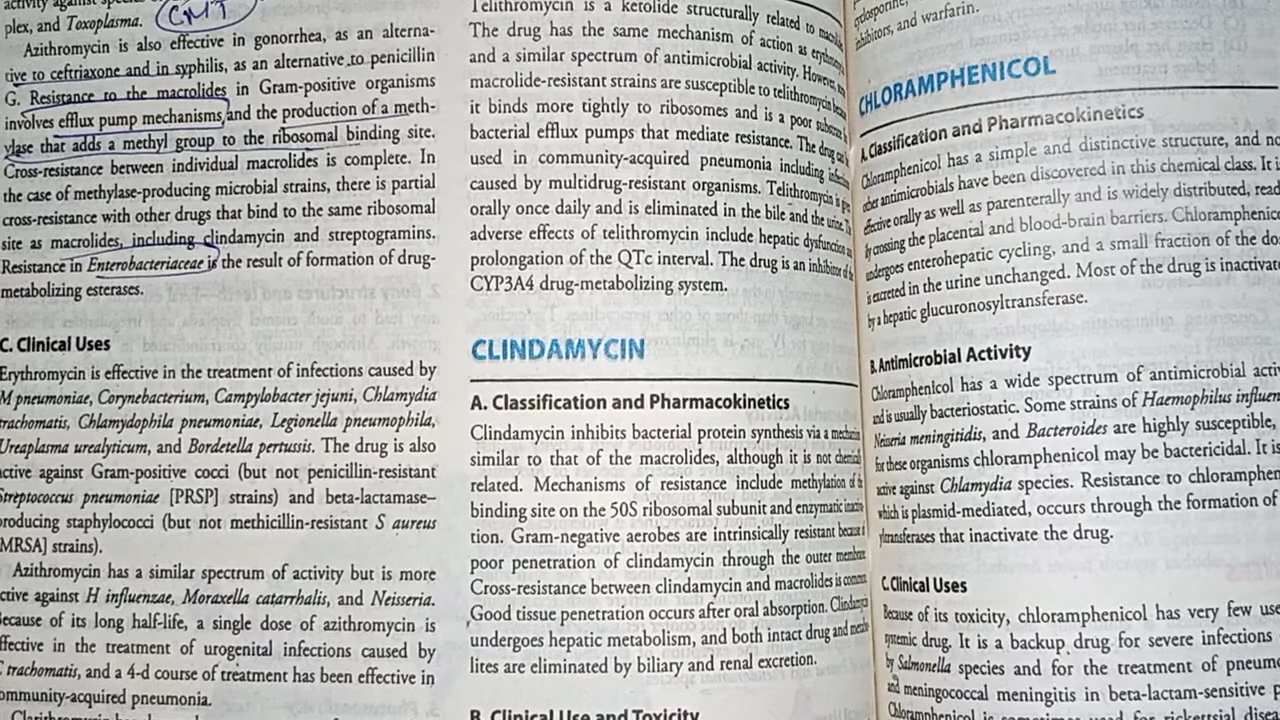 activity against
plex, and Toxoplasma.
CMT
Azithromycin is also effective in gonorrhea, as an alterna-
tive to ceftriaxone and in syphilis, as an alternative to penicillin
G. Resistance to the macrolides in Gram-positive organisms
involves efflux pump mechanisms and the production of a meth-
ylase that adds a methyl group to the ribosomal binding site.
Cross-resistance between individual macrolides is complete. In
the case of methylase-producing microbial strains, there is partial
cross-resistance with other drugs that bind to the same ribosomal
site as macrolides, including clindamycin and streptogramins.
Resistance in Enterobacteriaceae is the result of formation of drug-
metabolizing esterases.
C. Clinical Uses
Erythromycin is effective in the treatment of infections caused by
M pneumoniae, Corynebacterium, Campylobacter jejuni, Chlamydia
trachomatis, Chlamydophila pneumoniae, Legionella pneumophila,
Ureaplasma urealyticum, and Bordetella pertussis. The drug is also
active against Gram-positive cocci (but not penicillin-resistant
Streptococcus pneumoniae [PRSP] strains) and beta-lactamase–
producing staphylococci (but not methicillin-resistant S aureus
[MRSA] strains).
Azithromycin has a similar spectrum of activity but is more
active against H influenzae, Moraxella catarrhalis, and Neisseria.
Because of its long half-life, a single dose of azithromycin is
effective in the treatment of urogenital infections caused by
C trachomatis, and a 4-d course of treatment has been effective in
community-acquired pneumonia.
Telithromycin is a ketolide structurally related to
The drug has the same mechanism of action as
and a similar spectrum of antimicrobial activity. However,
macrolide-resistant strains are susceptible to telithromycin
it binds more tightly to ribosomes and is a poor
bacterial efflux pumps that mediate resistance. The drug
used in community-acquired pneumonia including
caused by multidrug-resistant organisms. Telithromycin is
orally once daily and is eliminated in the bile and the urine.
adverse effects of telithromycin include hepatic dysfunction
prolongation of the QTc interval. The drug is an inhibitor of
CYP3A4 drug-metabolizing system.
CLINDAMYCIN
A. Classification and Pharmacokinetics
Clindamycin inhibits bacterial protein synthesis via a
similar to that of the macrolides, although it is not
related. Mechanisms of resistance include methylation of
binding site on the 50S ribosomal subunit and enzymatic
tion. Gram-negative aerobes are intrinsically resistant
poor penetration of clindamycin through the outer
Cross-resistance between clindamycin and macrolides is
Good tissue penetration occurs after oral absorption.
undergoes hepatic metabolism, and both intact drug and
lites are eliminated by biliary and renal excretion.
B. Clinical Use and Toxicity
inhibitors, and warfarin.
CHLORAMPHENICOL
A. Classification and Pharmacokinetics
Chloramphenicol has a simple and distinctive structure, and
other antimicrobials have been discovered in this chemical class. It
effective orally as well as parenterally and is widely distributed,
crossing the placental and blood-brain barriers.
undergoes enterohepatic cycling, and a small fraction of the
is excreted in the urine unchanged. Most of the drug is
by a hepatic glucuronosyltransferase.
B. Antimicrobial Activity
Chloramphenicol has a wide spectrum of antimicrobial
and is usually bacteriostatic. Some strains of Haemophilus
Neisseria meningitidis, and Bacteroides are highly susceptible,
for these organisms chloramphenicol may be bactericidal. It
active against Chlamydia species. Resistance to
which is plasmid-mediated, occurs through the formation of
that inactivate the drug.
C. Clinical Uses
Because of its toxicity, chloramphenicol has very few
systemic drug. It is a backup drug for severe infections
by Salmonella species and for the treatment of
and meningococcal meningitis in beta-lactam-sensitive